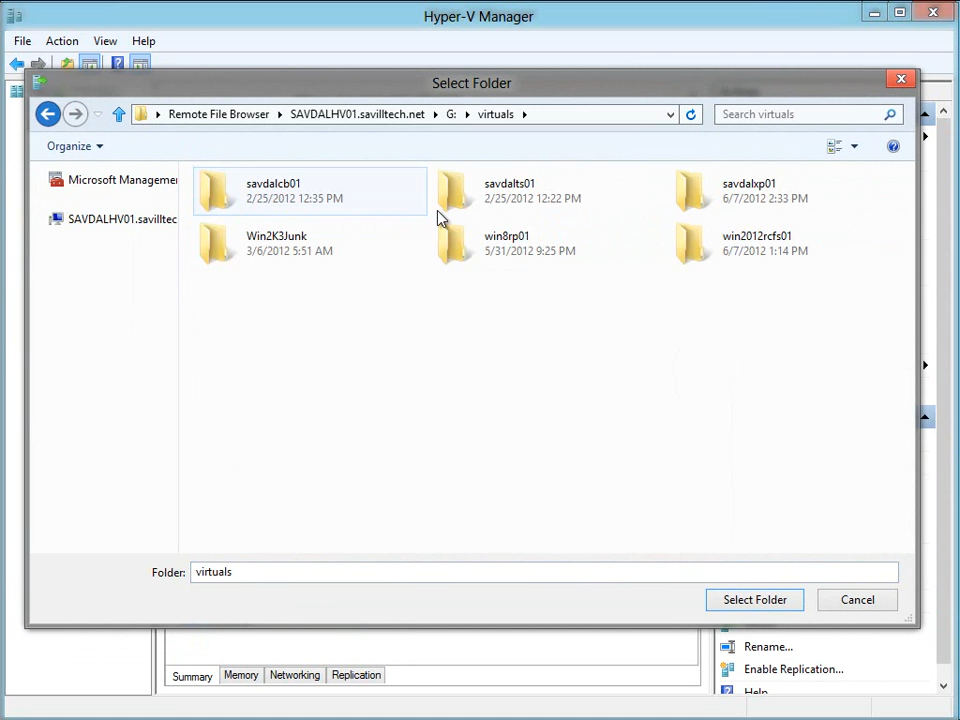 Hyper-V Manager
File Action View Help
Select Folder
Remote File Browser SAVDALHV01.savilltech.net G: virtuals
Search virtuals
Organize
Microsoft Manageme
SAVDALHV01.savilltec
savdalcb01
2/25/2012 12:35 PM
savdalts01
2/25/2012 12:22 PM
savdalxp01
6/7/2012 2:33 PM
Win2K3Junk
3/6/2012 5:51 AM
win8rp01
5/31/2012 9:25 PM
win2012rcfs01
6/7/2012 1:14 PM
Folder: virtuals
Select Folder Cancel
Rename...
Enable Replication...
Help
Summary Memory Networking Replication